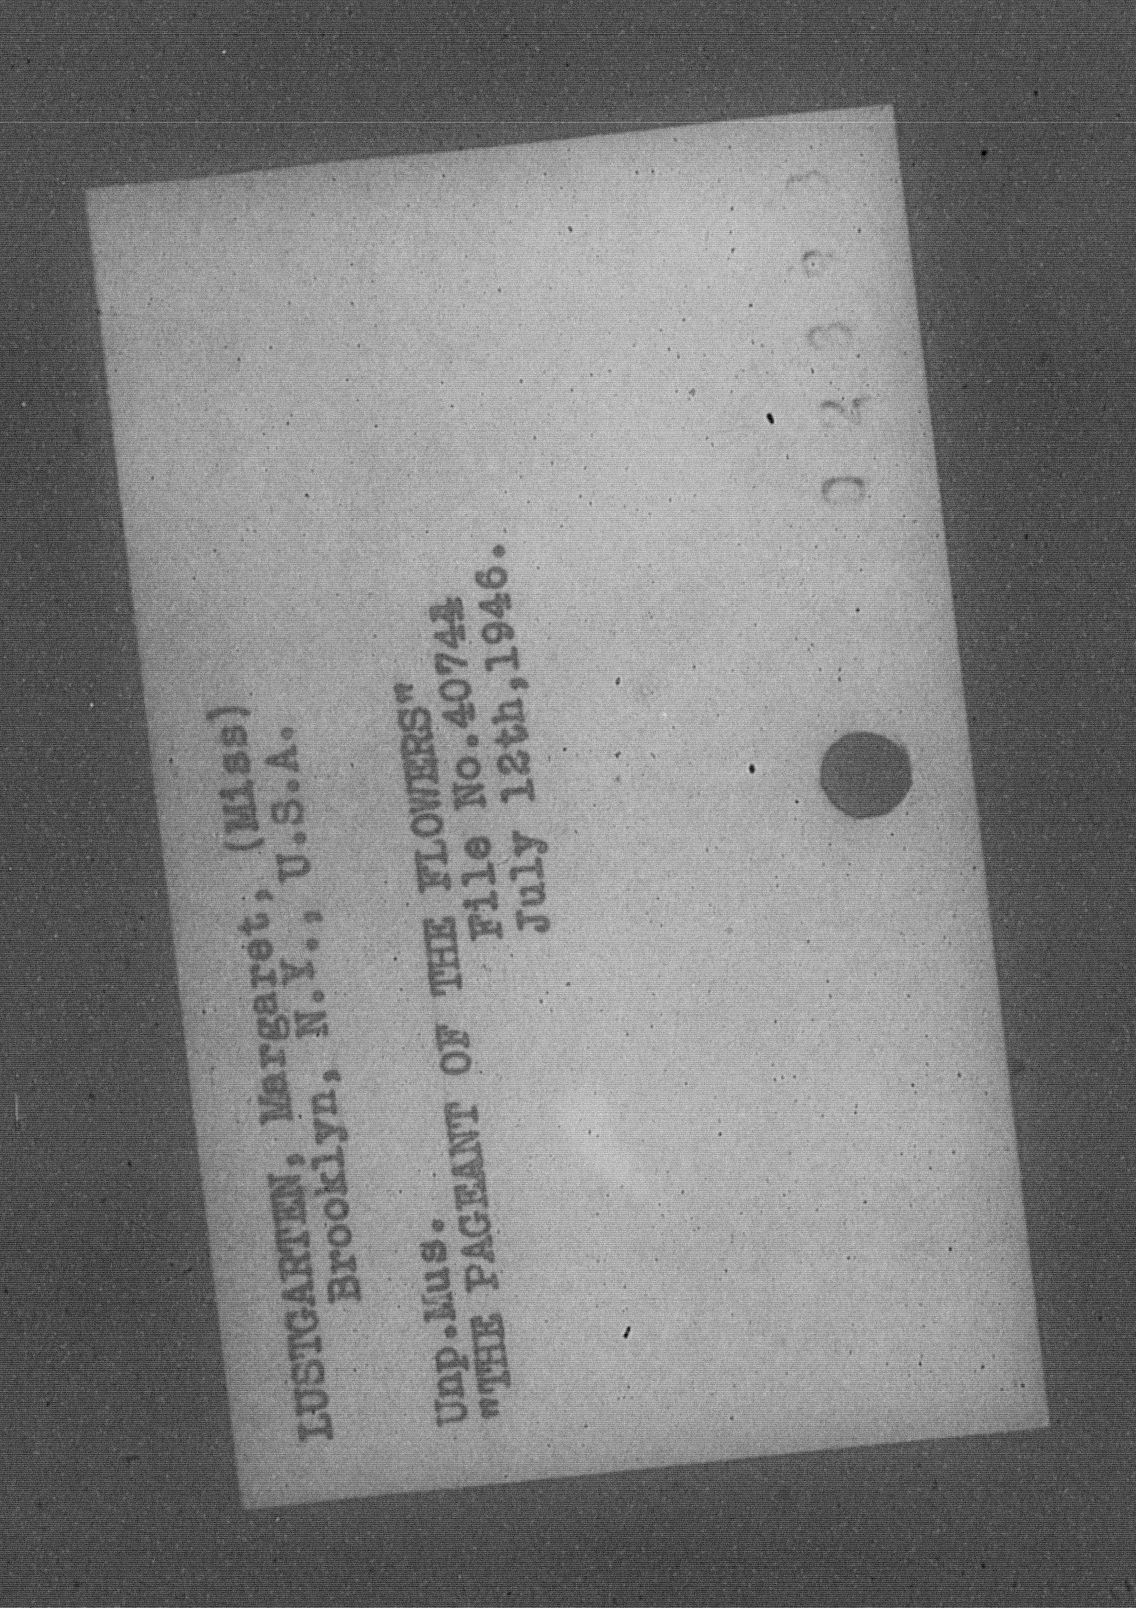 LUSTGARTEN, Margaret, (Miss)
Brooklyn, N.Y., U.S.A.
Unp.Mus.
"THE PAGEANT OF THE FLOWERS"
File No.40744
July 12th,1946.